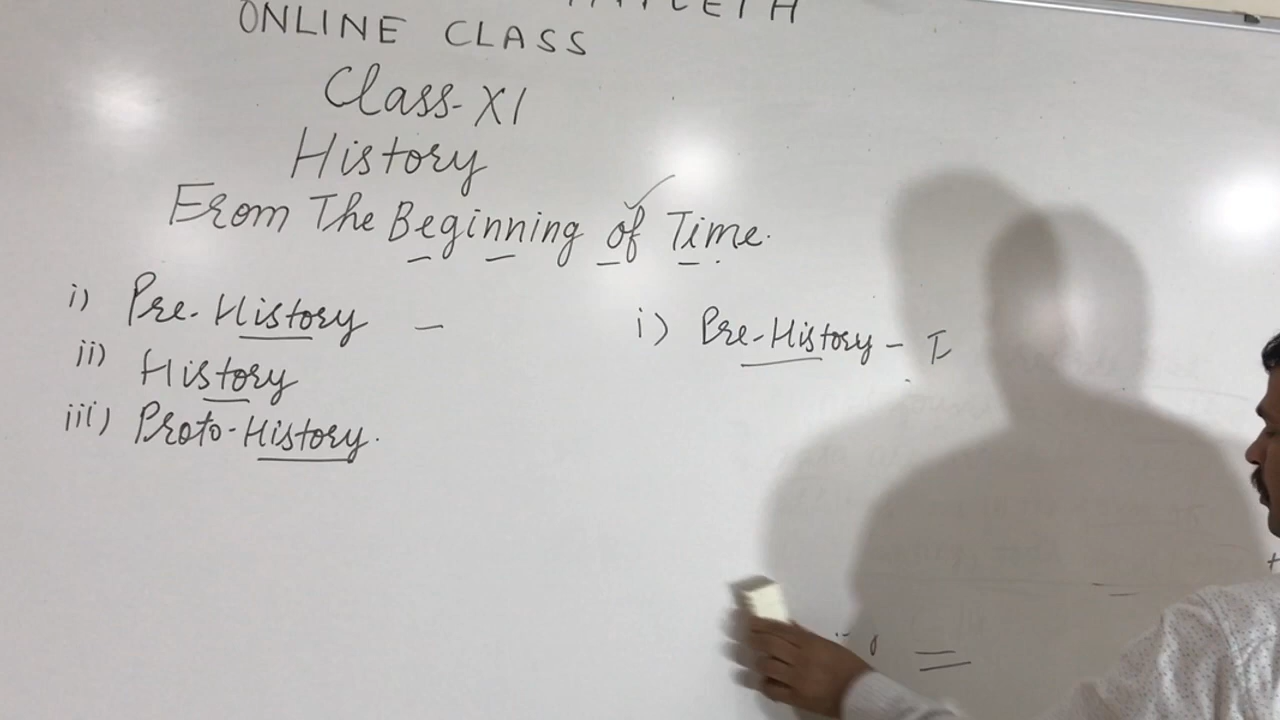 ONLINE CLASS
Class-XI
History
From The Beginning of Time.
i) Pre-History -
ii) History
iii) Proto-History.
i) Pre-History -